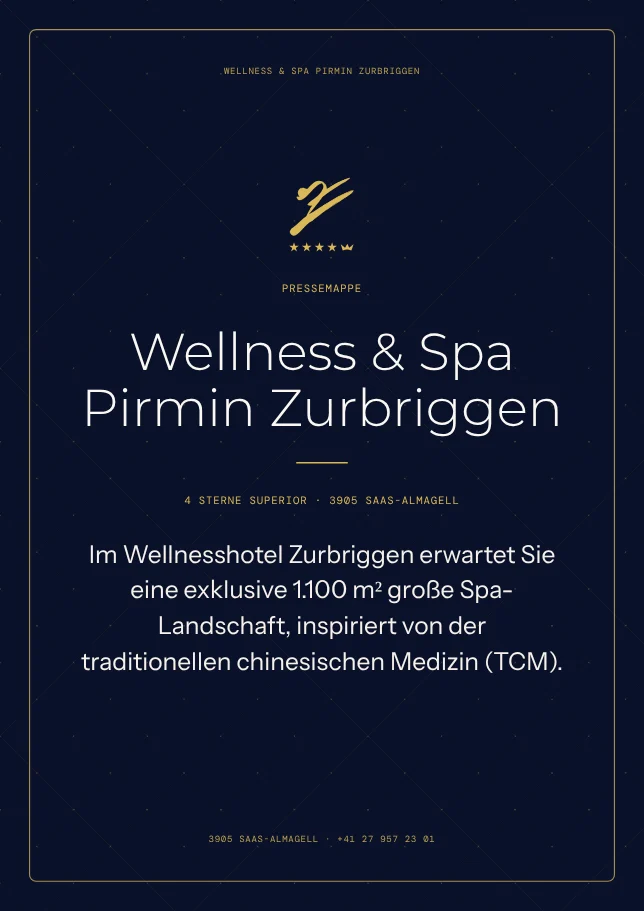 WELLNESS & SPA PIRMIN ZURBRIGGEN
PRESSEMAPPE
Wellness & Spa
Pirmin Zurbriggen
4 STERNE SUPERIOR · 3905 SAAS-ALMAGELL
Im Wellnesshotel Zurbriggen erwartet Sie
eine exklusive 1.100 m² große Spa-
Landschaft, inspiriert von der
traditionellen chinesischen Medizin (TCM).
3905 SAAS-ALMAGELL · +41 27 957 23 01